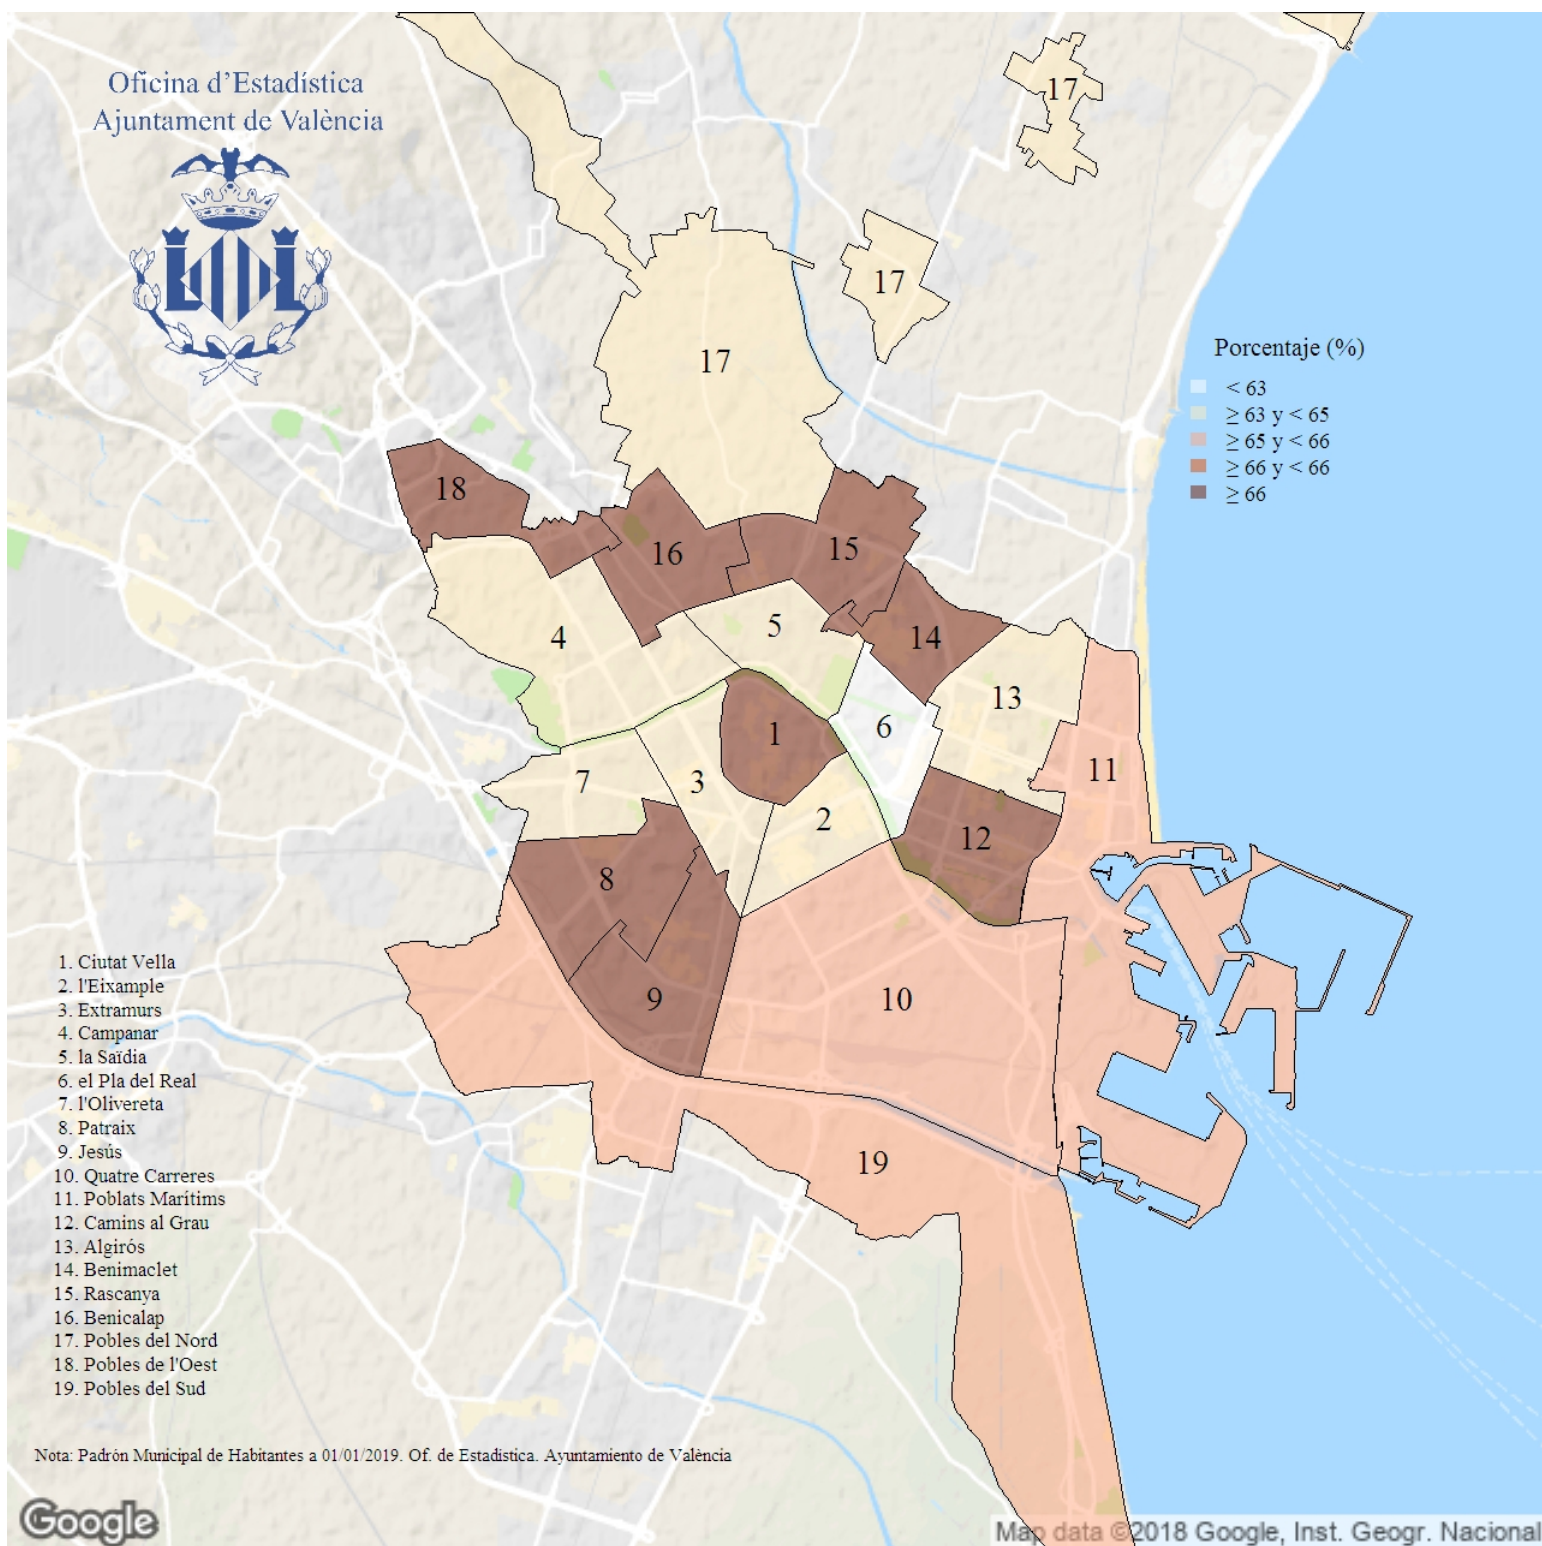 Oficina d'Estadística
Ajuntament de València
17
17
17
Porcentaje (%)
< 63
≥ 63 y < 65
≥ 65 y < 66
≥ 66 y < 66
≥ 66
18
16
15
4
5
14
13
6
1
11
7
3
2
12
8
9
10
19
1. Ciutat Vella
2. l'Eixample
3. Extramurs
4. Campanar
5. la Saïdia
6. el Pla del Real
7. l'Olivereta
8. Patraix
9. Jesús
10. Quatre Carreres
11. Poblats Marítims
12. Camins al Grau
13. Algirós
14. Benimaclet
15. Rascanya
16. Benicalap
17. Pobles del Nord
18. Pobles de l'Oest
19. Pobles del Sud
Nota: Padrón Municipal de Habitantes a 01/01/2019. Of. de Estadística. Ayuntamiento de València
Google
Map data ©2018 Google, Inst. Geogr. Nacional